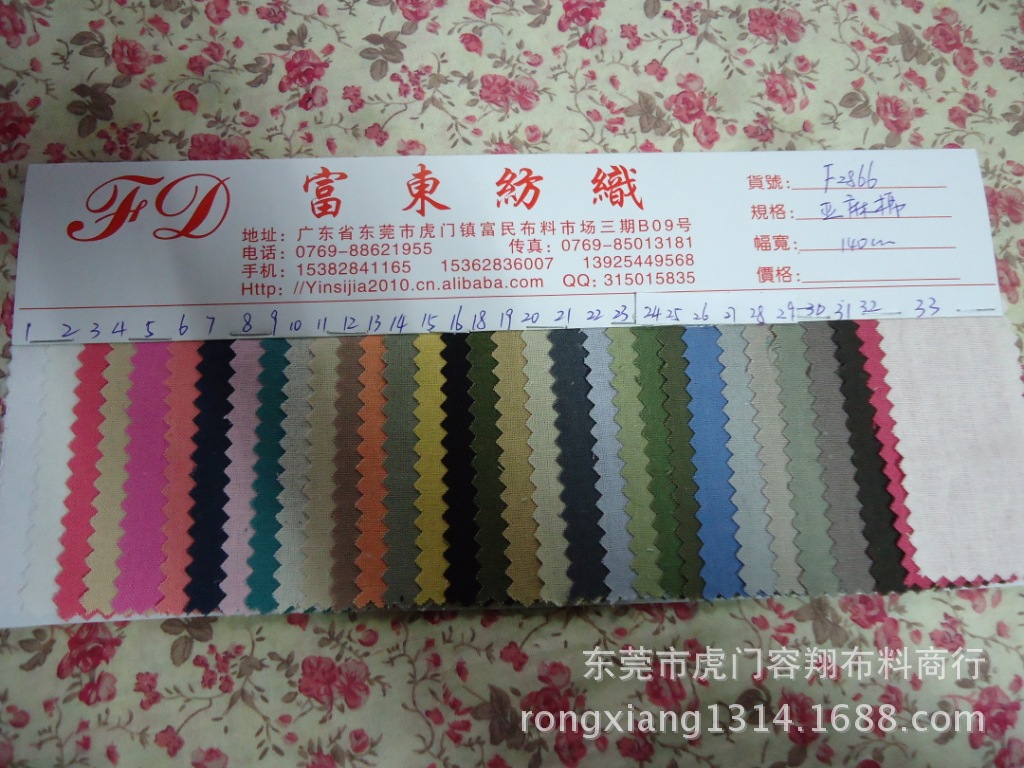 FD 富東紡織
地址：广东省东莞市虎门镇富民布料市场三期B09号
电话：0769-88621955 传真：0769-85013181
手机：15382841165 15362836007 13925449568
Http：//Yinsijia2010.cn.alibaba.com QQ：315015835
貨號：F2866
規格：亚麻棉
幅寬：140cm
價格：
1 2 3 4 5 6 7 8 9 10 11 12 13 14 15 16 18 19 20 21 22 23 24 25 26 27 28 29 30 31 32 33
东莞市虎门容翔布料商行
rongxiang1314.1688.com